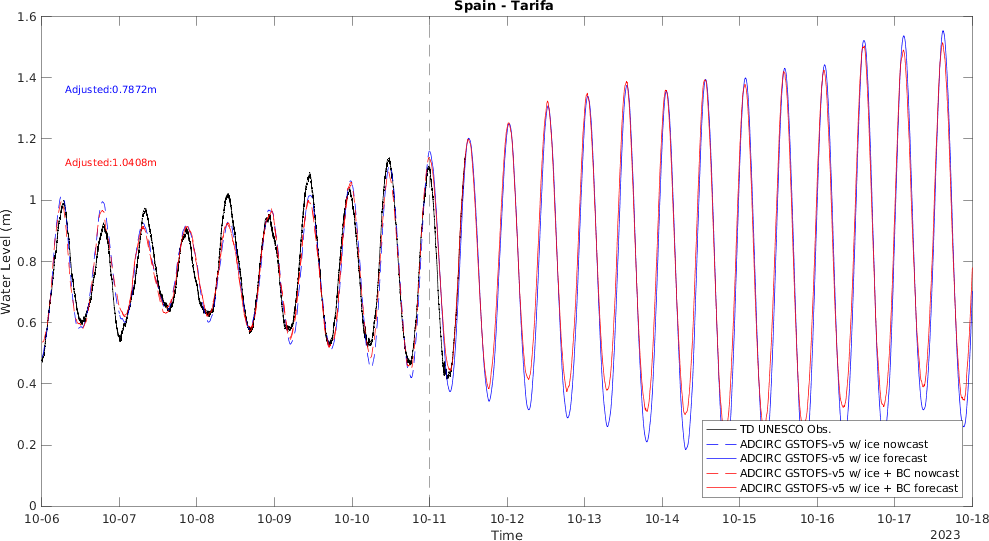 Spain - Tarifa
1.6
1.4
1.2
1
0.8
0.6
0.4
0.2
0
Water Level (m)
Adjusted:0.7872m
Adjusted:1.0408m
TD UNESCO Obs.
ADCIRC GSTOFS-v5 w/ ice nowcast
ADCIRC GSTOFS-v5 w/ ice forecast
ADCIRC GSTOFS-v5 w/ ice + BC nowcast
ADCIRC GSTOFS-v5 w/ ice + BC forecast
10-06 10-07 10-08 10-09 10-10 10-11 10-12 10-13 10-14 10-15 10-16 10-17 10-18
Time
2023